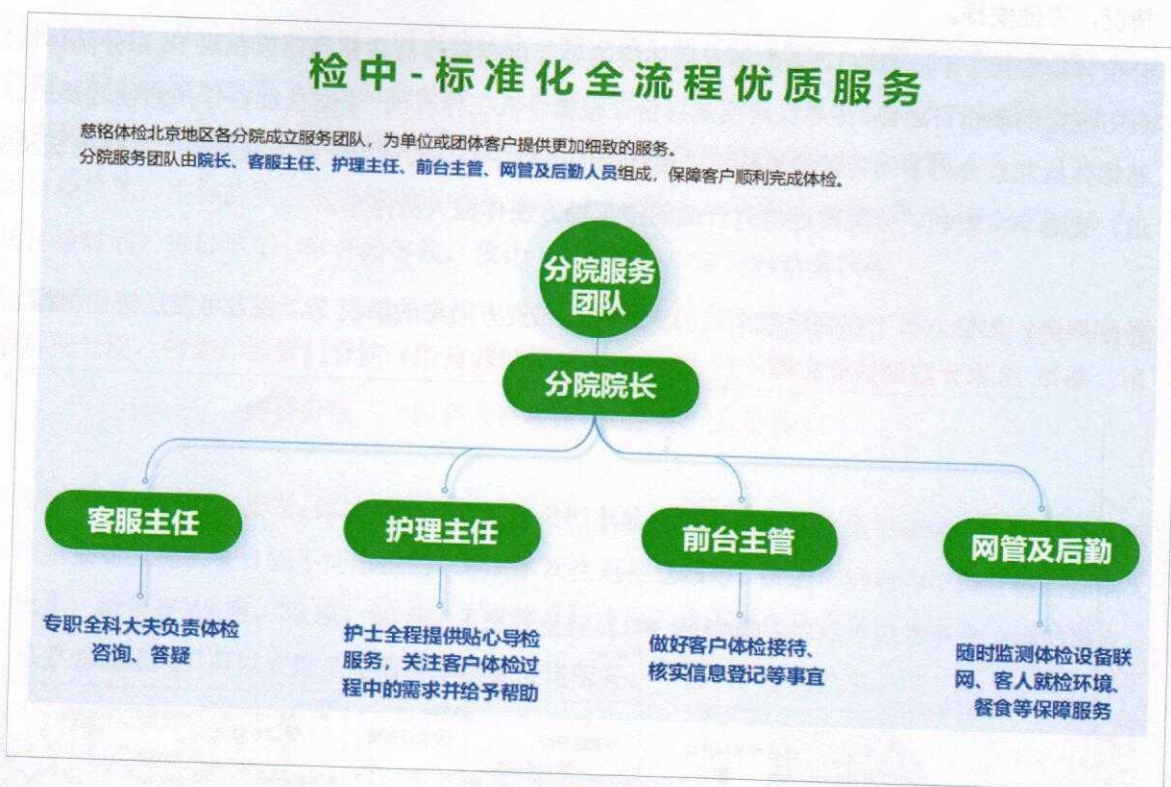 检中-标准化全流程优质服务
慈铭体检北京地区各分院成立服务团队，为单位或团体客户提供更加细致的服务。
分院服务团队由院长、客服主任、护理主任、前台主管、网管及后勤人员组成，保障客户顺利完成体检。
分院服务
团队
分院院长
客服主任
护理主任
前台主管
网管及后勤
专职全科大夫负责体检
咨询、答疑
护士全程提供贴心导检
服务，关注客户体检过
程中的需求并给予帮助
做好客户体检接待、
核实信息登记等事宜
随时监测体检设备联
网、客人就检环境、
餐食等保障服务